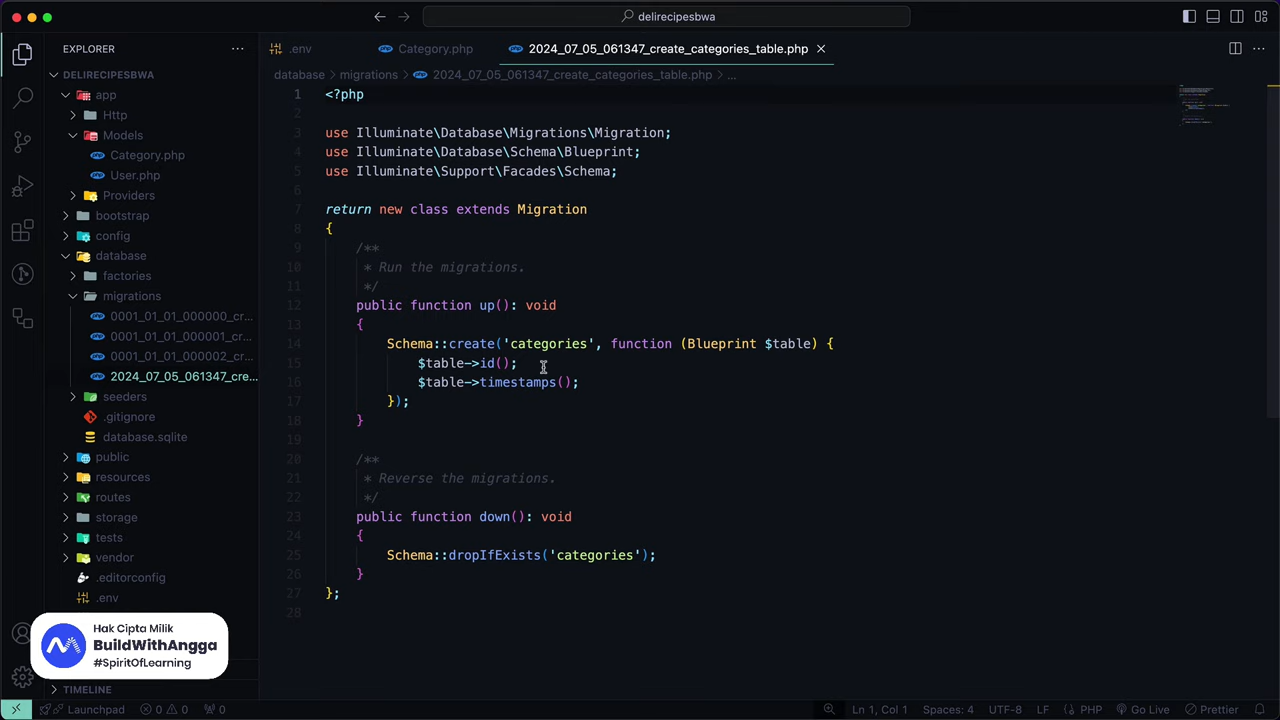 delirecipesbwa
EXPLORER
DELIRECIPESBWA
app
Http
Models
Category.php
User.php
Providers
bootstrap
config
database
factories
migrations
0001_01_01_000000_cr...
0001_01_01_000001_cr...
0001_01_01_000002_cr...
2024_07_05_061347_cre...
seeders
.gitignore
database.sqlite
public
resources
routes
storage
tests
vendor
.editorconfig
.env
TIMELINE
.env
Category.php
2024_07_05_061347_create_categories_table.php
database > migrations > 2024_07_05_061347_create_categories_table.php > ...
1 <?php
2
3 use Illuminate\Database\Migrations\Migration;
4 use Illuminate\Database\Schema\Blueprint;
5 use Illuminate\Support\Facades\Schema;
6
7 return new class extends Migration
8 {
9 /**
10 * Run the migrations.
11 */
12 public function up(): void
13 {
14 Schema::create('categories', function (Blueprint $table) {
15 $table->id();
16 $table->timestamps();
17 });
18 }
19
20 /**
21 * Reverse the migrations.
22 */
23 public function down(): void
24 {
25 Schema::dropIfExists('categories');
26 }
27 };
28
Hak Cipta Milik
BuildWithAngga
#SpiritOfLearning
Launchpad 0 0 0 Ln 1, Col 1 Spaces: 4 UTF-8 LF PHP Go Live Prettier